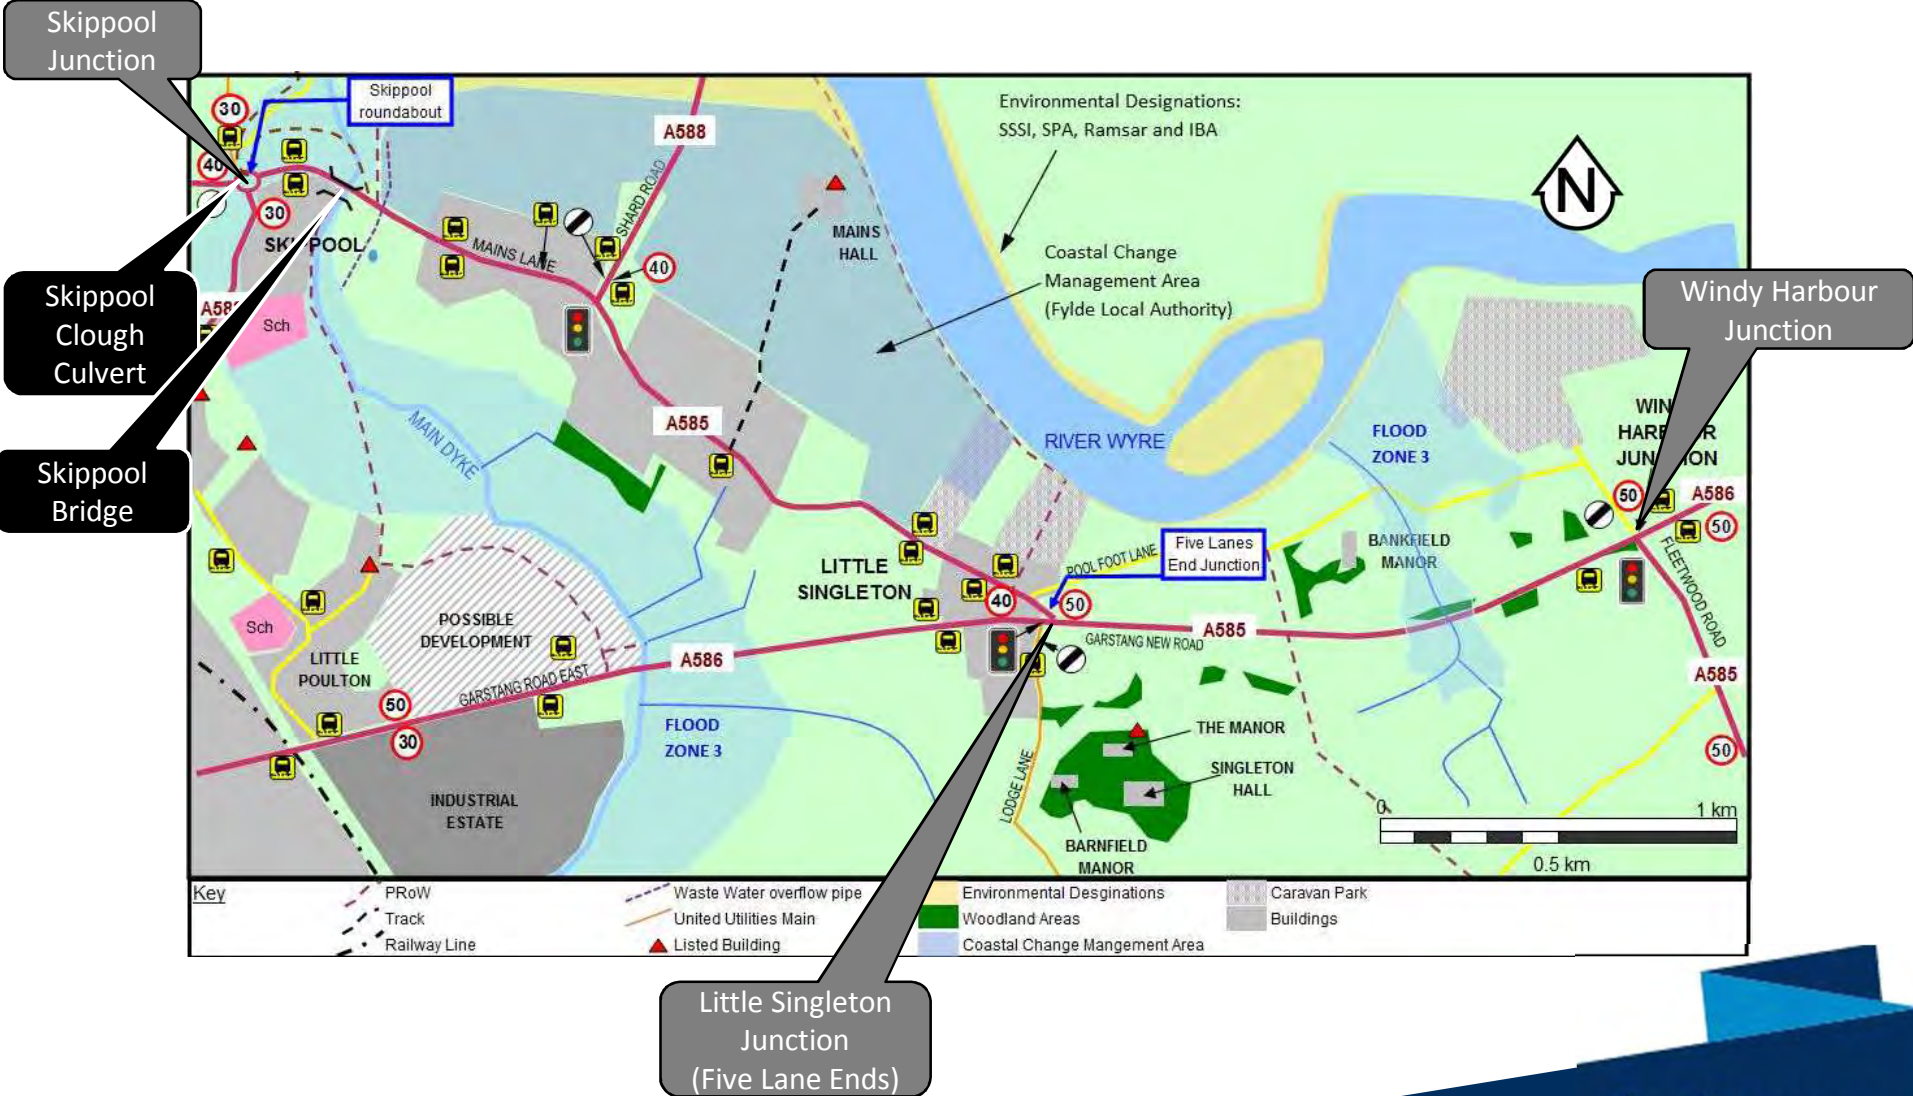 Skippool
Junction
Skippool
roundabout
30
A588
Environmental Designations:
SSSI, SPA, Ramsar and IBA
N
40
30
SHARD ROAD
SKIPPOOL
MAINS LANE
40
MAINS
HALL
Coastal Change
Management Area
(Fylde Local Authority)
Skippool
Clough
Culvert
Windy Harbour
Junction
Sch
MAIN DYKE
A585
RIVER WYRE
FLOOD
ZONE 3
WIN
HAR OR
JUN ION
Skippool
Bridge
50
A586
50
Five Lanes
End Junction
POOL FOOT LANE
BANKFIELD
MANOR
FLEETWOOD ROAD
LITTLE
SINGLETON
40
50
Sch
POSSIBLE
DEVELOPMENT
A585
GARSTANG NEW ROAD
LITTLE
POULTON
A586
GARSTANG ROAD EAST
A585
50
30
FLOOD
ZONE 3
THE MANOR
50
LODGE LANE
SINGLETON
HALL
INDUSTRIAL
ESTATE
0
1 km
0.5 km
BARNFIELD
MANOR
Key
PRoW
Waste Water overflow pipe
Environmental Desginations
Caravan Park
Track
United Utilities Main
Woodland Areas
Buildings
Railway Line
Listed Building
Coastal Change Mangement Area
Little Singleton
Junction
(Five Lane Ends)